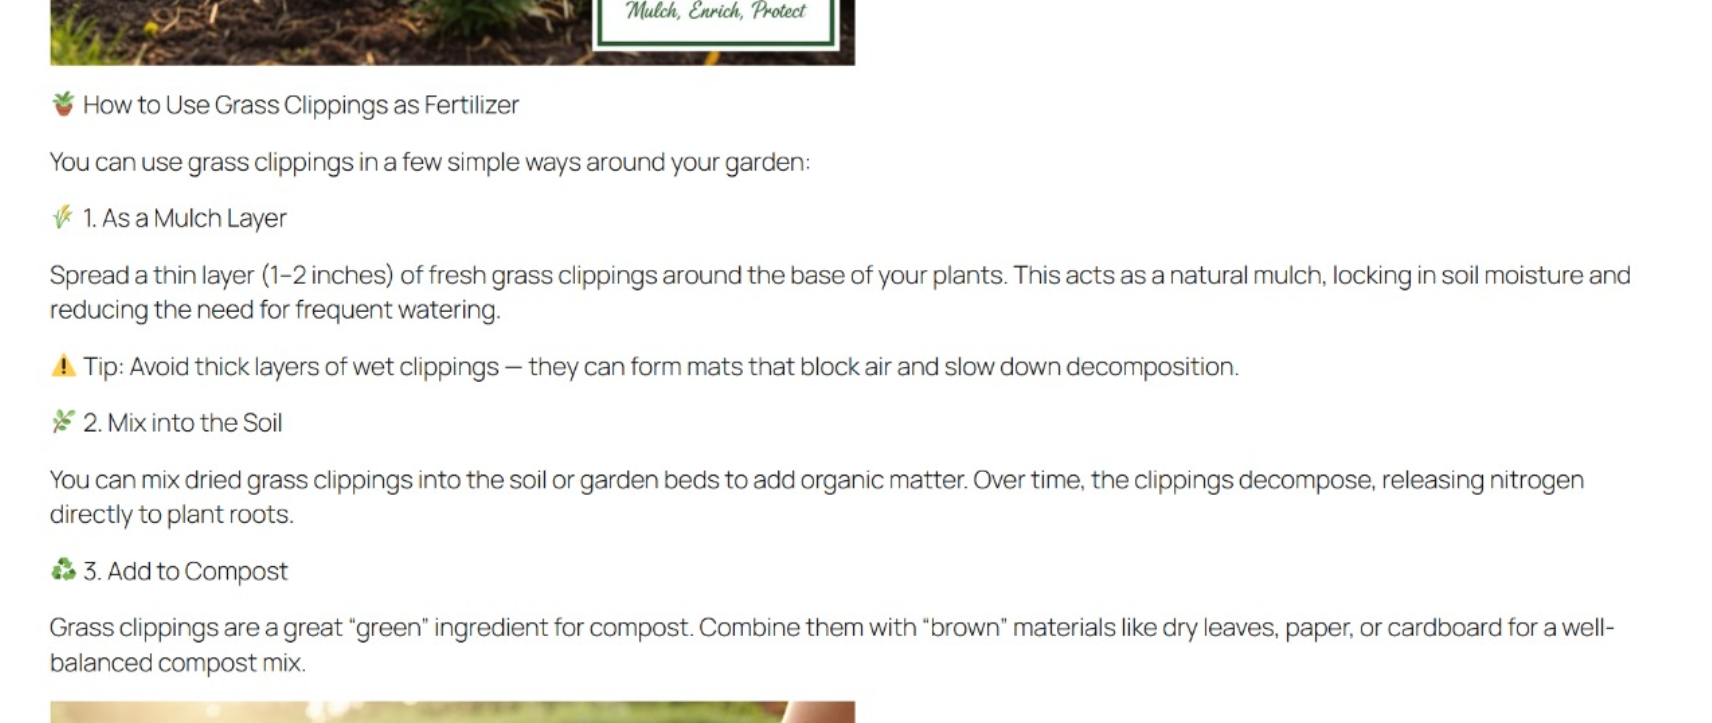 Mulch, Enrich, Protect
🪴 How to Use Grass Clippings as Fertilizer
You can use grass clippings in a few simple ways around your garden:
🌾 1. As a Mulch Layer
Spread a thin layer (1–2 inches) of fresh grass clippings around the base of your plants. This acts as a natural mulch, locking in soil moisture and
reducing the need for frequent watering.
⚠️ Tip: Avoid thick layers of wet clippings — they can form mats that block air and slow down decomposition.
🌿 2. Mix into the Soil
You can mix dried grass clippings into the soil or garden beds to add organic matter. Over time, the clippings decompose, releasing nitrogen
directly to plant roots.
♻️ 3. Add to Compost
Grass clippings are a great “green” ingredient for compost. Combine them with “brown” materials like dry leaves, paper, or cardboard for a well-
balanced compost mix.